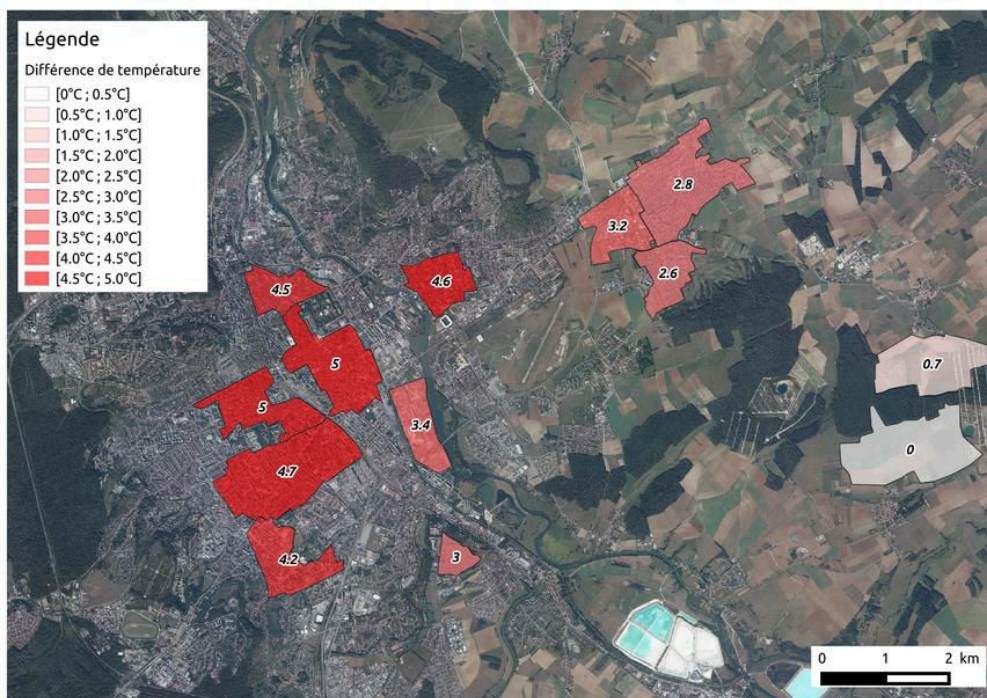 Légende
Différence de température
[0°C ; 0.5°C]
[0.5°C ; 1.0°C]
[1.0°C ; 1.5°C]
[1.5°C ; 2.0°C]
[2.0°C ; 2.5°C]
[2.5°C ; 3.0°C]
[3.0°C ; 3.5°C]
[3.5°C ; 4.0°C]
[4.0°C ; 4.5°C]
[4.5°C ; 5.0°C]
2.8
3.2
2.6
4.6
4.5
5
0.7
5
3.4
0
4.7
4.2
3
0 1 2 km